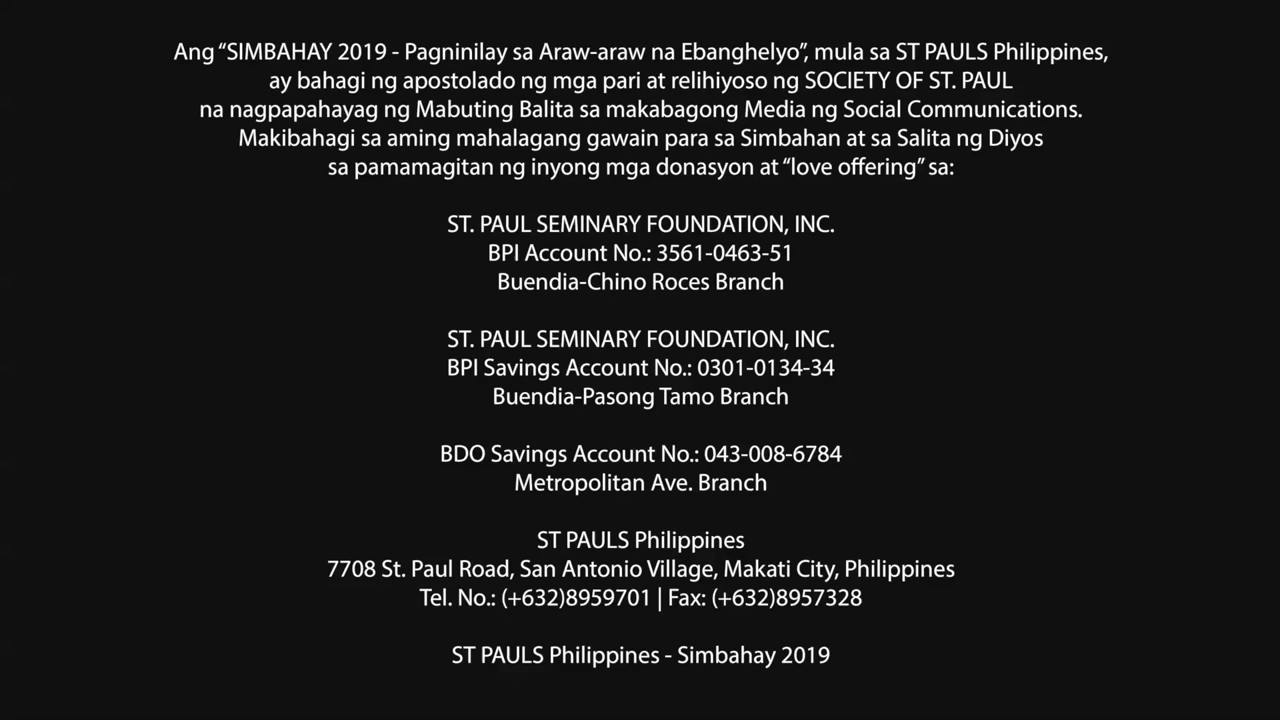 Ang “SIMBAHAY 2019 - Pagninilay sa Araw-araw na Ebanghelyo”, mula sa ST PAULS Philippines,
ay bahagi ng apostolado ng mga pari at relihiyoso ng SOCIETY OF ST. PAUL
na nagpapahayag ng Mabuting Balita sa makabagong Media ng Social Communications.
Makibahagi sa aming mahalagang gawain para sa Simbahan at sa Salita ng Diyos
sa pamamagitan ng inyong mga donasyon at “love offering” sa:
ST. PAUL SEMINARY FOUNDATION, INC.
BPI Account No.: 3561-0463-51
Buendia-Chino Roces Branch
ST. PAUL SEMINARY FOUNDATION, INC.
BPI Savings Account No.: 0301-0134-34
Buendia-Pasong Tamo Branch
BDO Savings Account No.: 043-008-6784
Metropolitan Ave. Branch
ST PAULS Philippines
7708 St. Paul Road, San Antonio Village, Makati City, Philippines
Tel. No.: (+632)8959701 | Fax: (+632)8957328
ST PAULS Philippines - Simbahay 2019